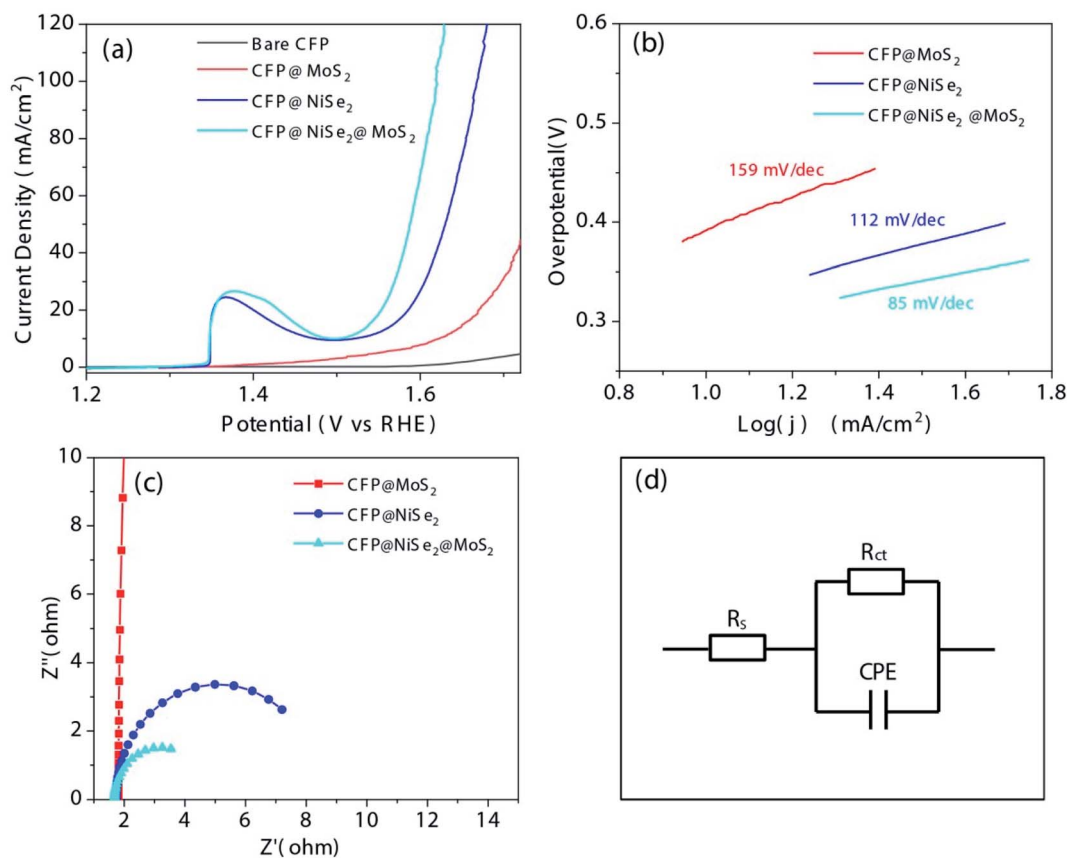 (a)
Bare CFP
CFP@ MoS₂
CFP@ NiSe₂
CFP@ NiSe₂@ MoS₂
Current Density ( mA/cm²)
120
100
80
60
40
20
0
1.2
1.4
1.6
Potential ( V vs RHE)
(b)
CFP@MoS₂
CFP@NiSe₂
CFP@NiSe₂ @MoS₂
159 mV/dec
112 mV/dec
85 mV/dec
Overpotential(V)
0.6
0.5
0.4
0.3
0.8
1.0
1.2
1.4
1.6
1.8
Log( j ) (mA/cm²)
(c)
CFP@MoS₂
CFP@NiSe₂
CFP@NiSe₂@MoS₂
Z"( ohm)
10
8
6
4
2
0
2
4
6
8
10
12
14
Z'( ohm)
(d)
Rct
Rs
CPE